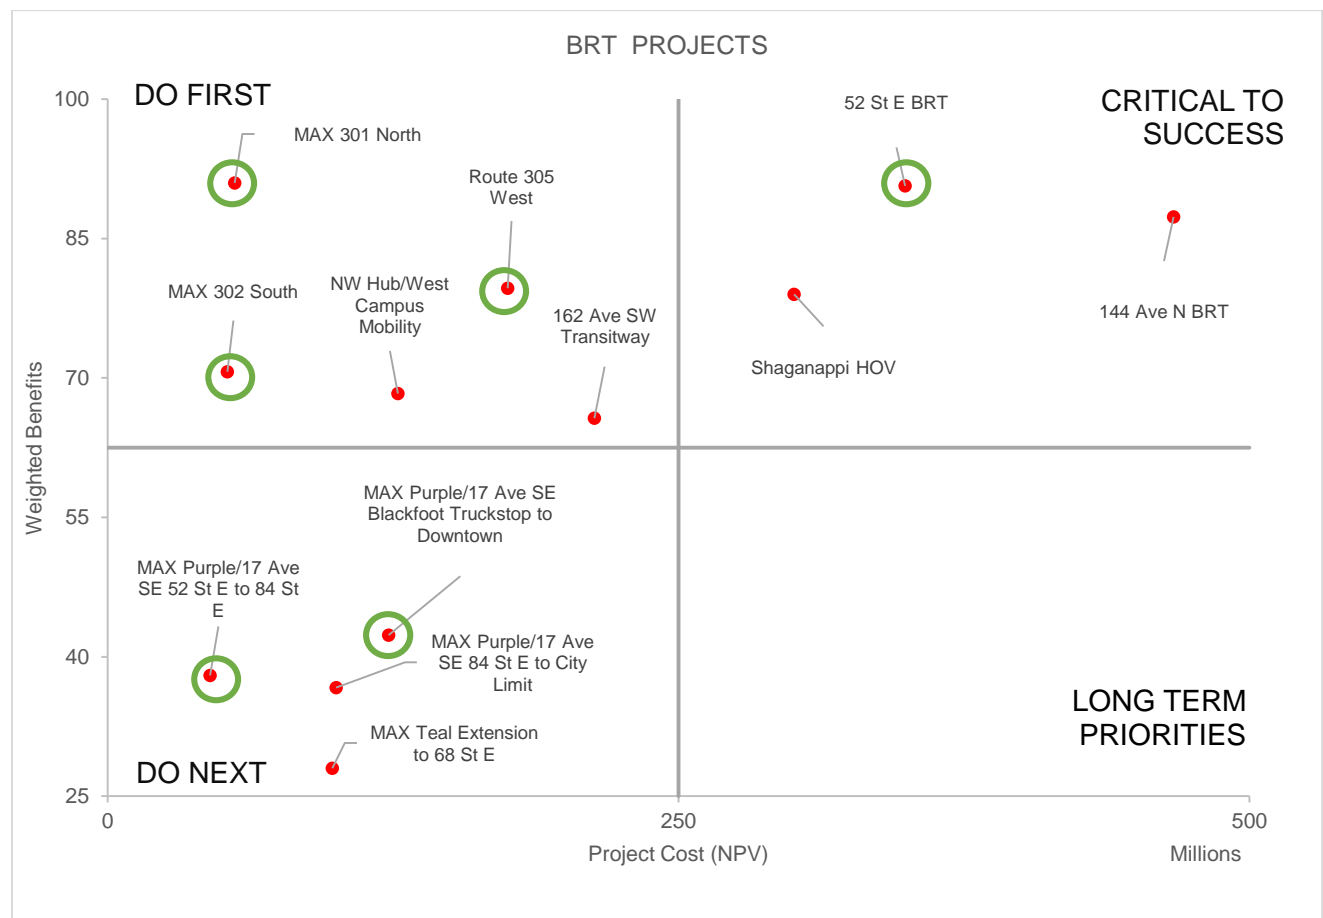 BRT PROJECTS
DO FIRST
CRITICAL TO
SUCCESS
100
85
70
55
40
25
Weighted Benefits
MAX 301 North
52 St E BRT
Route 305
West
MAX 302 South
NW Hub/West
Campus
Mobility
162 Ave SW
Transitway
144 Ave N BRT
Shaganappi HOV
MAX Purple/17 Ave SE
Blackfoot Truckstop to
Downtown
MAX Purple/17 Ave
SE 52 St E to 84 St
E
MAX Purple/17 Ave
SE 84 St E to City
Limit
MAX Teal Extension
to 68 St E
DO NEXT
LONG TERM
PRIORITIES
0
250
500
Project Cost (NPV)
Millions